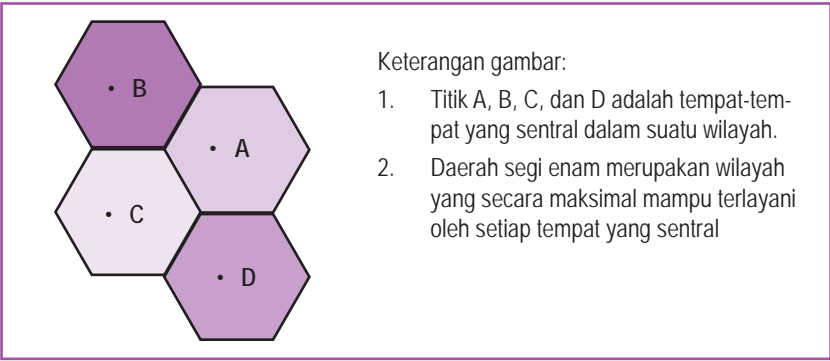 B
A
C
D
Keterangan gambar:
1. Titik A, B, C, dan D adalah tempat-tem-
pat yang sentral dalam suatu wilayah.
2. Daerah segi enam merupakan wilayah
yang secara maksimal mampu terlayani
oleh setiap tempat yang sentral